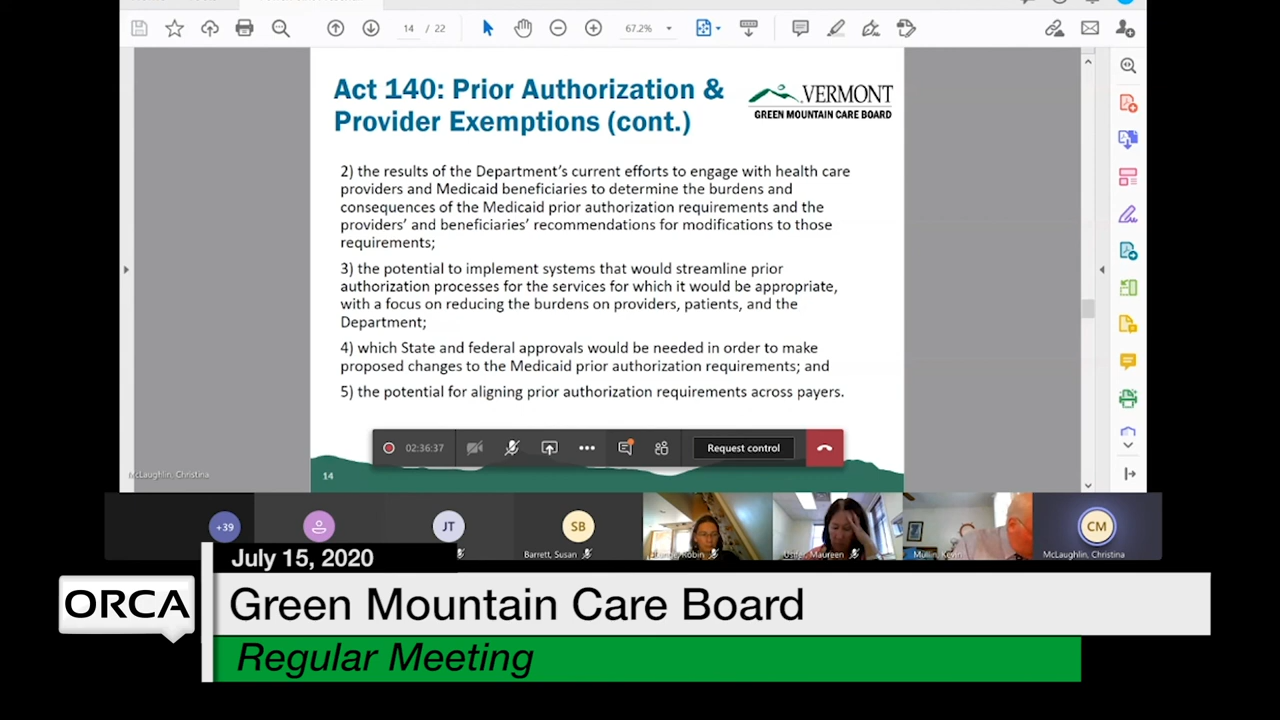 14 / 22
67.2%
Act 140: Prior Authorization &
Provider Exemptions (cont.)
VERMONT
GREEN MOUNTAIN CARE BOARD
2) the results of the Department's current efforts to engage with health care
providers and Medicaid beneficiaries to determine the burdens and
consequences of the Medicaid prior authorization requirements and the
providers' and beneficiaries' recommendations for modifications to those
requirements;
3) the potential to implement systems that would streamline prior
authorization processes for the services for which it would be appropriate,
with a focus on reducing the burdens on providers, patients, and the
Department;
4) which State and federal approvals would be needed in order to make
proposed changes to the Medicaid prior authorization requirements; and
5) the potential for aligning prior authorization requirements across payers.
02:36:37
Request control
McLaughlin, Christina
14
+39
JT
SB
CM
Barrett, Susan
Robin
Usher, Maureen
Mullin, Kevin
McLaughlin, Christina
July 15, 2020
ORCA
Green Mountain Care Board
Regular Meeting